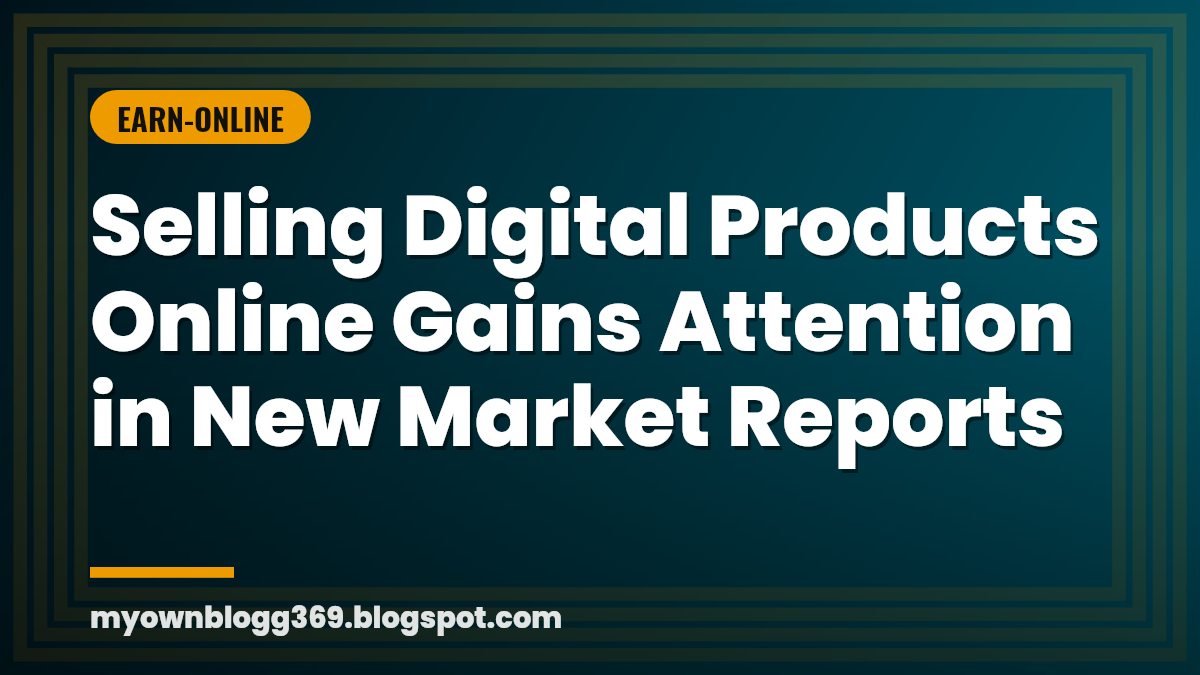 EARN-ONLINE
Selling Digital Products
Online Gains Attention
in New Market Reports
myownblogg369.blogspot.com